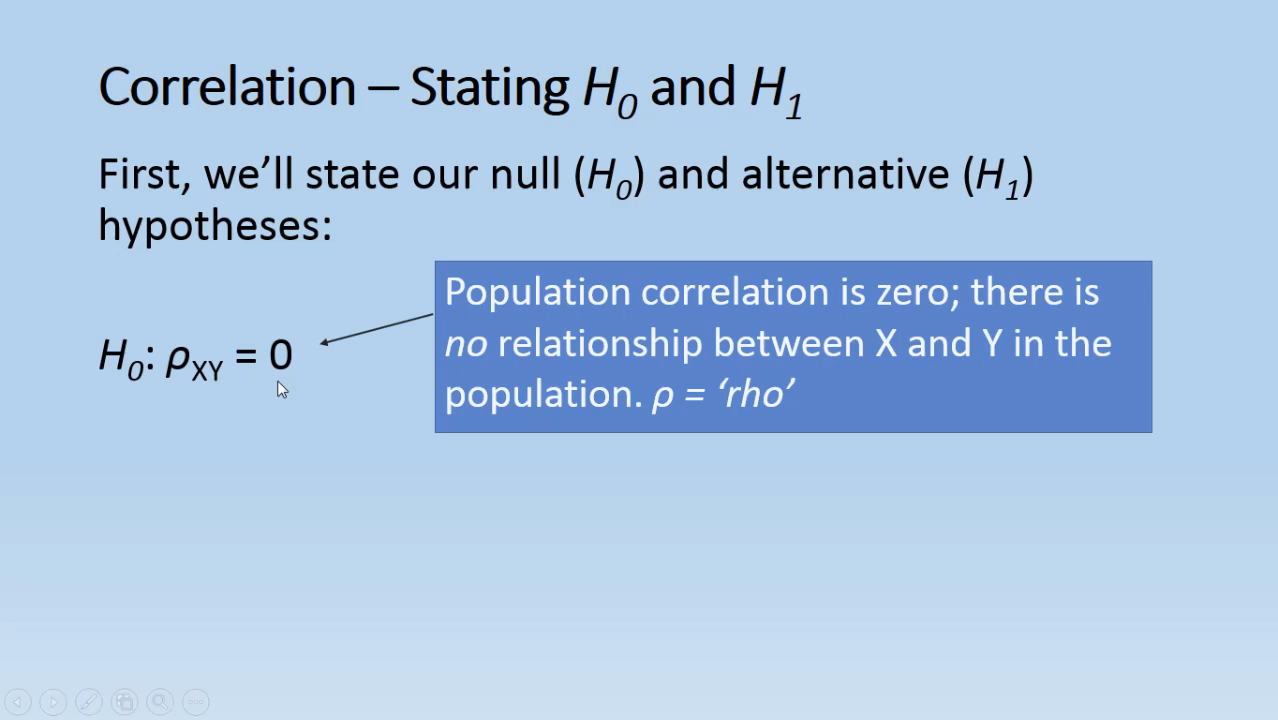 Correlation – Stating H₀ and H₁
First, we’ll state our null (H₀) and alternative (H₁)
hypotheses:
Population correlation is zero; there is
no relationship between X and Y in the
population. ρ = ‘rho’
H₀: ρXY = 0